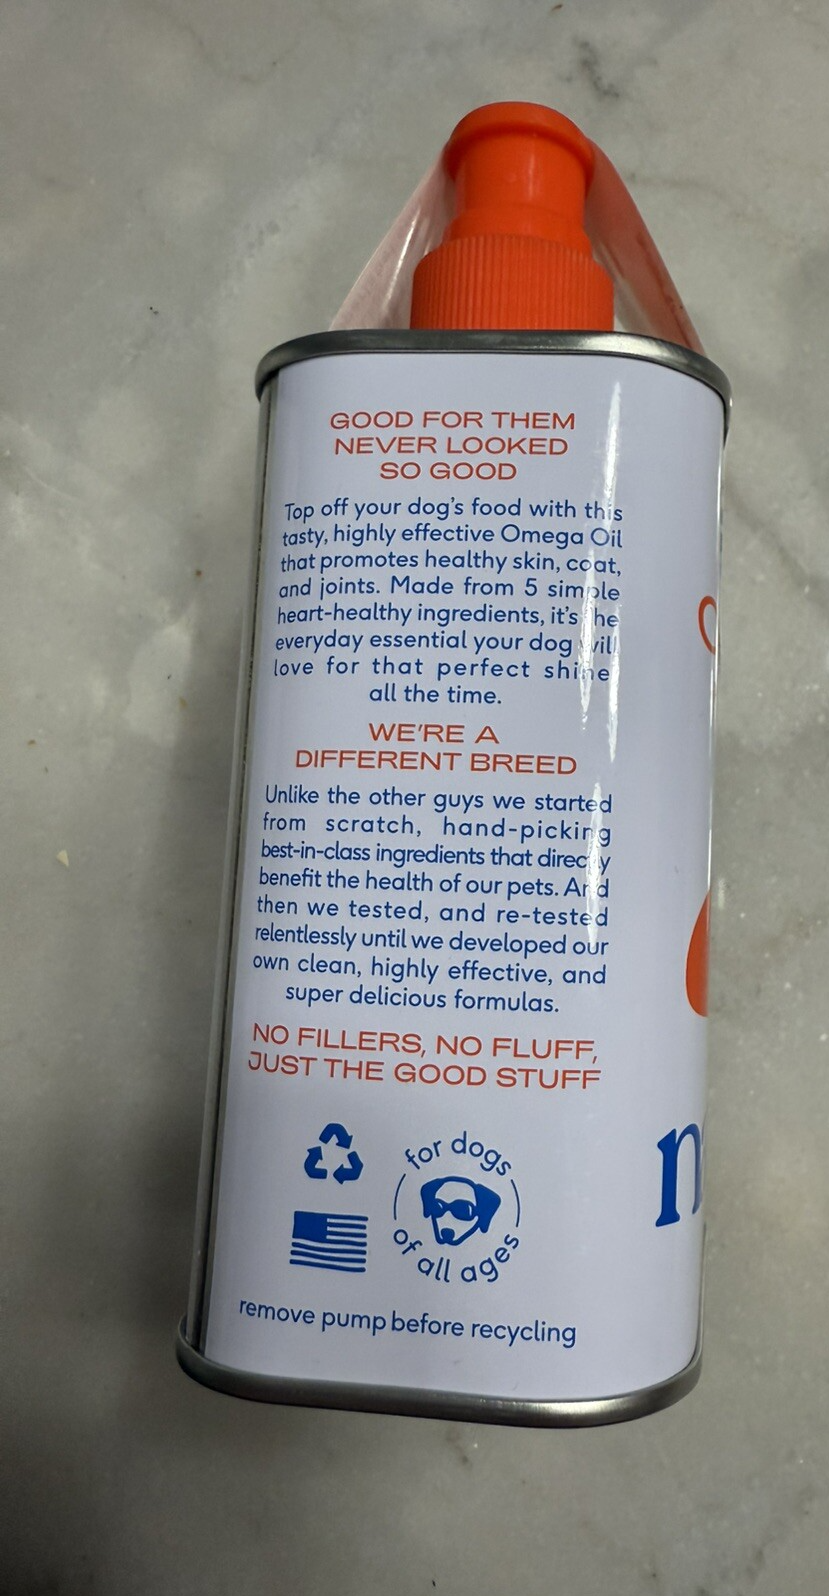 GOOD FOR THEM
NEVER LOOKED
SO GOOD
Top off your dog's food with this
tasty, highly effective Omega Oil
that promotes healthy skin, coat,
and joints. Made from 5 simple
heart-healthy ingredients, it's the
everyday essential your dog will
love for that perfect shine
all the time.
WE'RE A
DIFFERENT BREED
Unlike the other guys we started
from scratch, hand-picking
best-in-class ingredients that directly
benefit the health of our pets. And
then we tested, and re-tested
relentlessly until we developed our
own clean, highly effective, and
super delicious formulas.
NO FILLERS, NO FLUFF,
JUST THE GOOD STUFF
for dogs
of all ages
remove pump before recycling